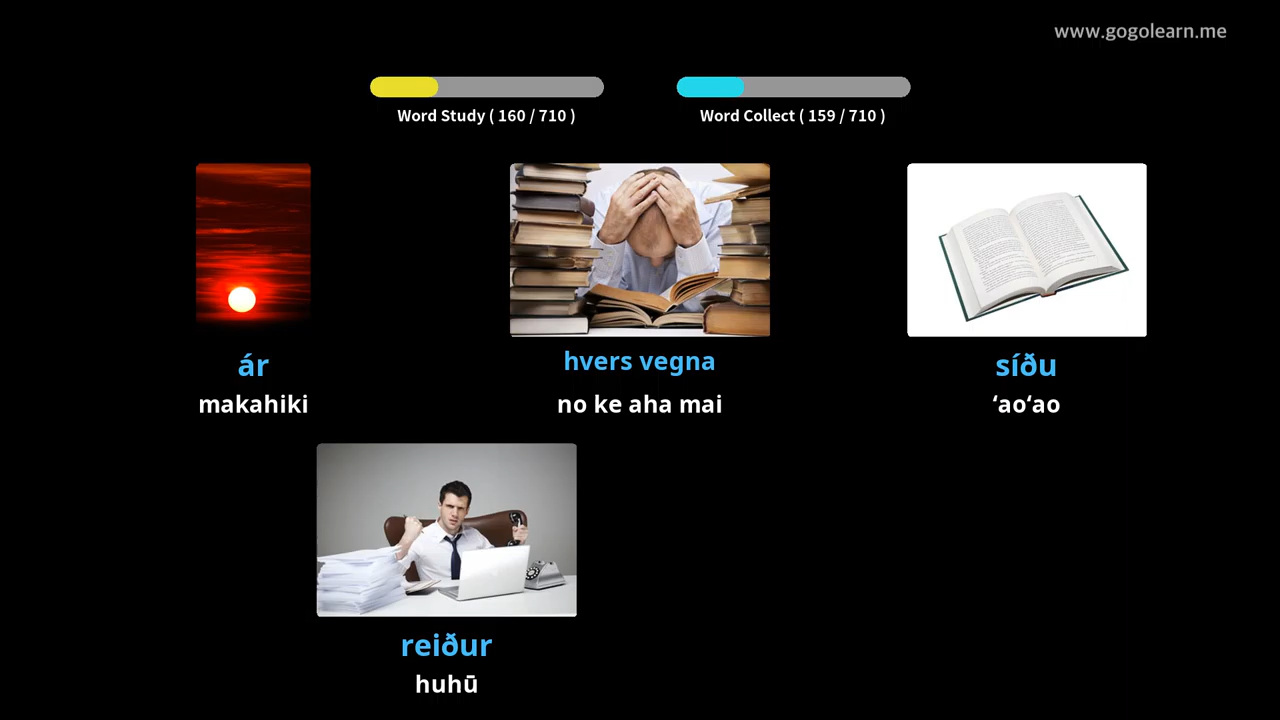 www.gogolearn.me
Word Study ( 160 / 710 )
Word Collect ( 159 / 710 )
ár
makahiki
hvers vegna
no ke aha mai
síðu
ʻaoʻao
reiður
huhū